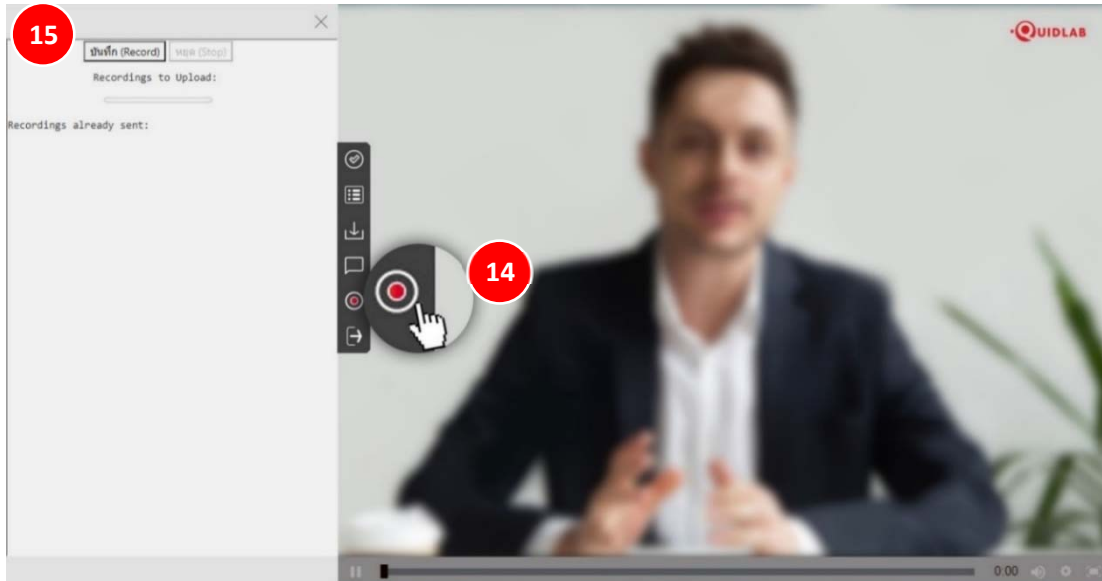 15
QUIDLAB
บันทึก (Record) หยุด (Stop)
Recordings to Upload:
Recordings already sent:
14
0:00